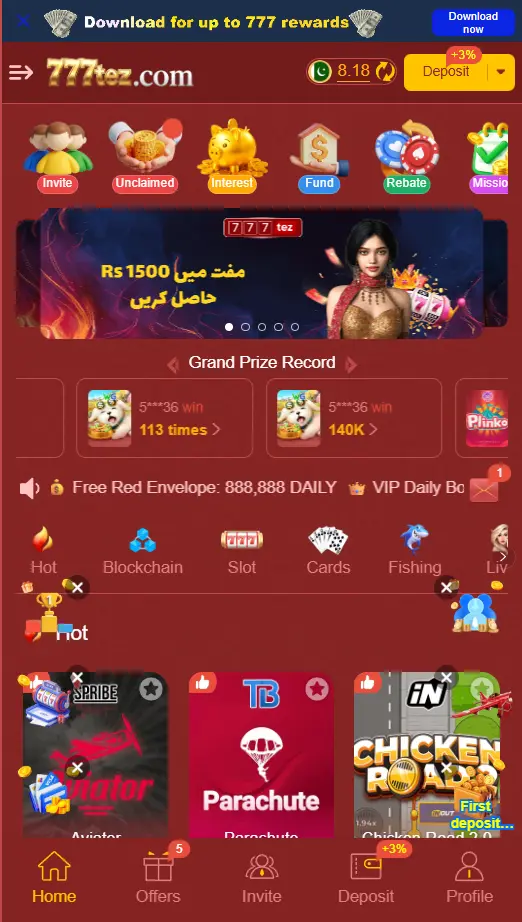 Download for up to 777 rewards
Download now
777tez.com
8.18
+3%
Deposit
Invite
Unclaimed
Interest
Fund
Rebate
Missio
777 tez
مفت میں Rs 1500
حاصل کریں
Grand Prize Record
5***36 win
113 times
5***36 win
140K
Plinko
Free Red Envelope: 888,888 DAILY
VIP Daily Bo
1
Hot
Blockchain
Slot
Cards
Fishing
Liv
Hot
SPRIBE
Aviator
Aviator
TB
Parachute
Parachute
iN
CHICKEN
ROAD
INOUT
1.94x
Chicken Road 2.0
First
deposit...
Home
5
Offers
Invite
+3%
Deposit
Profile